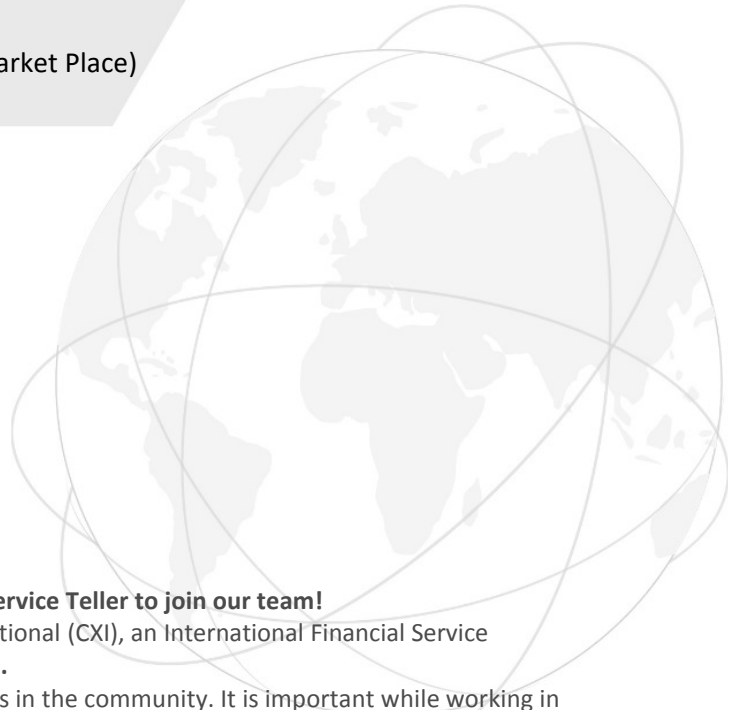 arket Place)
ervice Teller to join our team!
tional (CXI), an International Financial Service
.
s in the community. It is important while working in